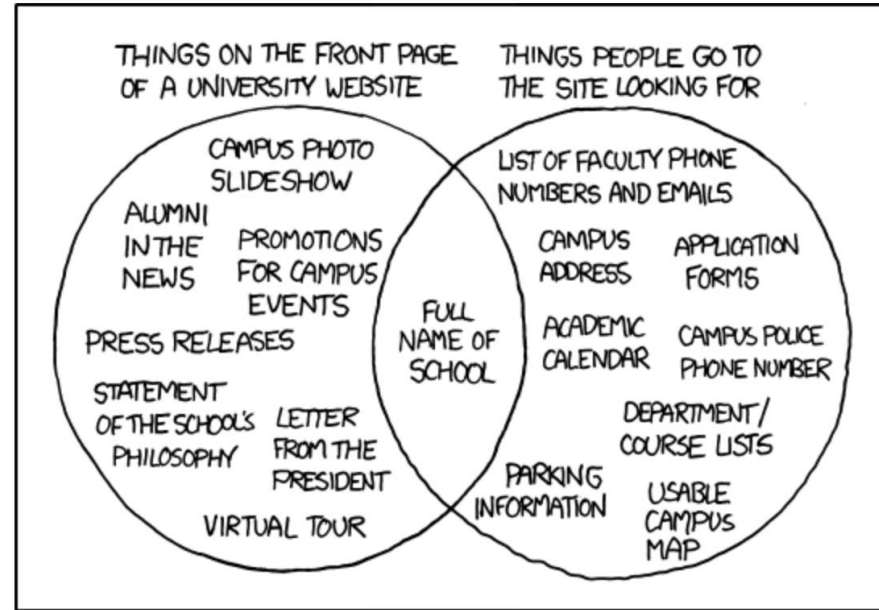 THINGS ON THE FRONT PAGE
OF A UNIVERSITY WEBSITE
THINGS PEOPLE GO TO
THE SITE LOOKING FOR
CAMPUS PHOTO
SLIDESHOW
ALUMNI
IN THE
NEWS
PROMOTIONS
FOR CAMPUS
EVENTS
PRESS RELEASES
STATEMENT
OF THE SCHOOL'S
PHILOSOPHY
LETTER
FROM THE
PRESIDENT
VIRTUAL TOUR
FULL
NAME OF
SCHOOL
LIST OF FACULTY PHONE
NUMBERS AND EMAILS
CAMPUS
ADDRESS
APPLICATION
FORMS
ACADEMIC
CALENDAR
CAMPUS POLICE
PHONE NUMBER
DEPARTMENT/
COURSE LISTS
PARKING
INFORMATION
USABLE
CAMPUS
MAP